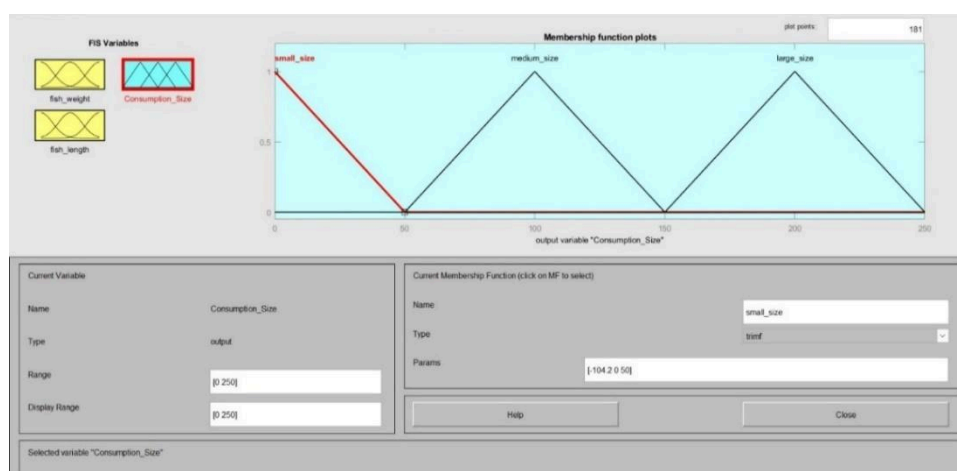 plot points:
181
FIS Variables
Membership function plots
small_size
medium_size
large_size
fish_weight
Consumption_Size
fish_length
1
0.5
0
0
50
100
150
200
250
output variable "Consumption_Size"
Current Variable
Name
Consumption_Size
Type
output
Range
[0 250]
Display Range
[0 250]
Current Membership Function (click on MF to select)
Name
small_size
Type
trimf
Params
[-104.2 0 50]
Help
Close
Selected variable "Consumption_Size"